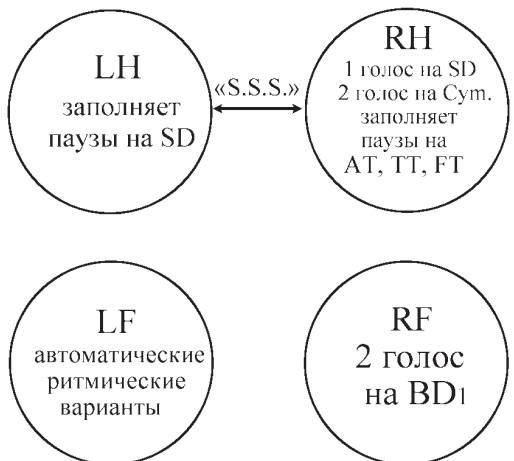 LH
заполняет
паузы на SD
«S.S.S.»
RH
1 голос на SD
2 голос на Cym.
заполняет
паузы на
AT, TT, FT
LF
автоматические
ритмические
варианты
RF
2 голос
на BD1